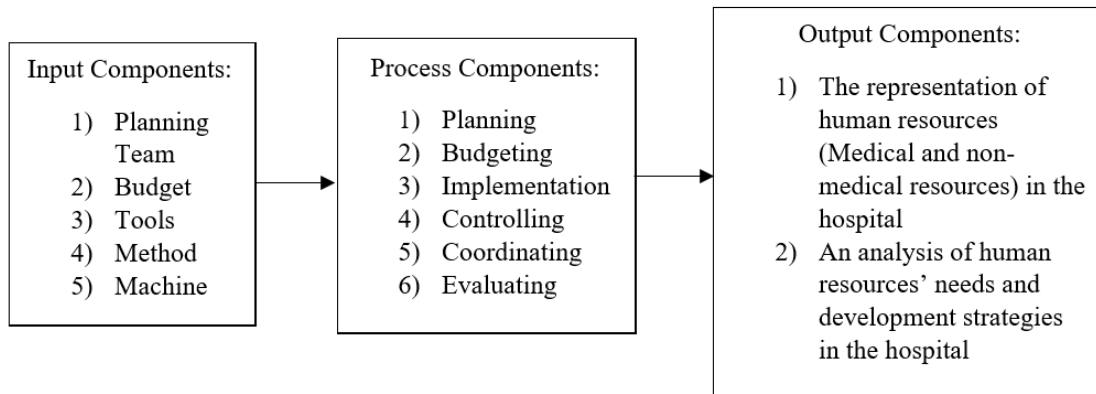 Input Components:
1) Planning
Team
2) Budget
3) Tools
4) Method
5) Machine
Process Components:
1) Planning
2) Budgeting
3) Implementation
4) Controlling
5) Coordinating
6) Evaluating
Output Components:
1) The representation of
human resources
(Medical and non-
medical resources) in the
hospital
2) An analysis of human
resources’ needs and
development strategies
in the hospital